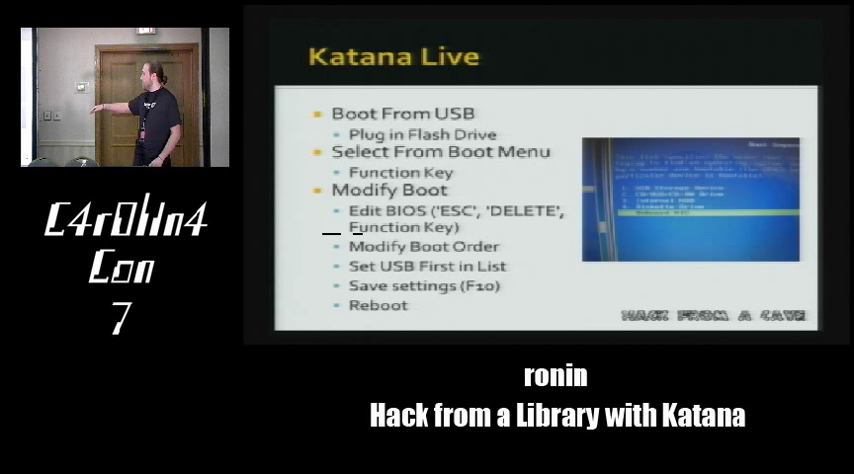 Katana Live
Boot From USB
Plug in Flash Drive
Select From Boot Menu
Function Key
Modify Boot
Edit BIOS ('ESC', 'DELETE',
Function Key)
Modify Boot Order
Set USB First in List
Save settings (F10)
Reboot
HACK FROM A CAVE
C4r0l1n4
Con
7
ronin
Hack from a Library with Katana